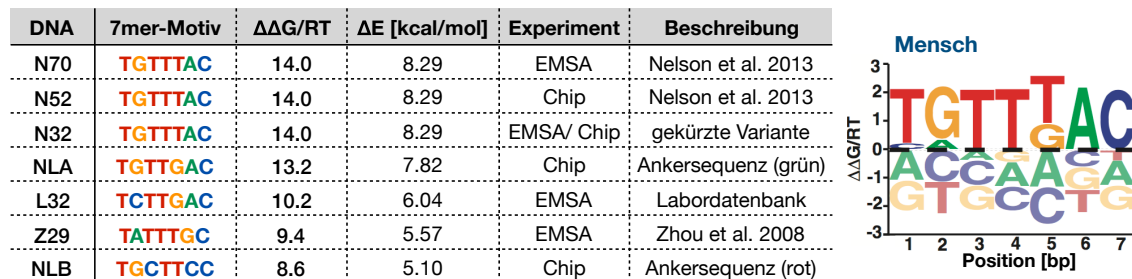 DNA 7mer-Motiv ΔΔG/RT ΔE [kcal/mol] Experiment Beschreibung
N70 TGTTTAC 14.0 8.29 EMSA Nelson et al. 2013
N52 TGTTTAC 14.0 8.29 Chip Nelson et al. 2013
N32 TGTTTAC 14.0 8.29 EMSA/ Chip gekürzte Variante
NLA TGTTGAC 13.2 7.82 Chip Ankersequenz (grün)
L32 TCTTGAC 10.2 6.04 EMSA Labordatenbank
Z29 TATTTGC 9.4 5.57 EMSA Zhou et al. 2008
NLB TGCTTCC 8.6 5.10 Chip Ankersequenz (rot)
Mensch
ΔΔG/RT
3
2
1
0
-1
-2
-3
T G T T T A C
C A G
A C A G A C T
G T C A C G A
G C T G
1 2 3 4 5 6 7
Position [bp]